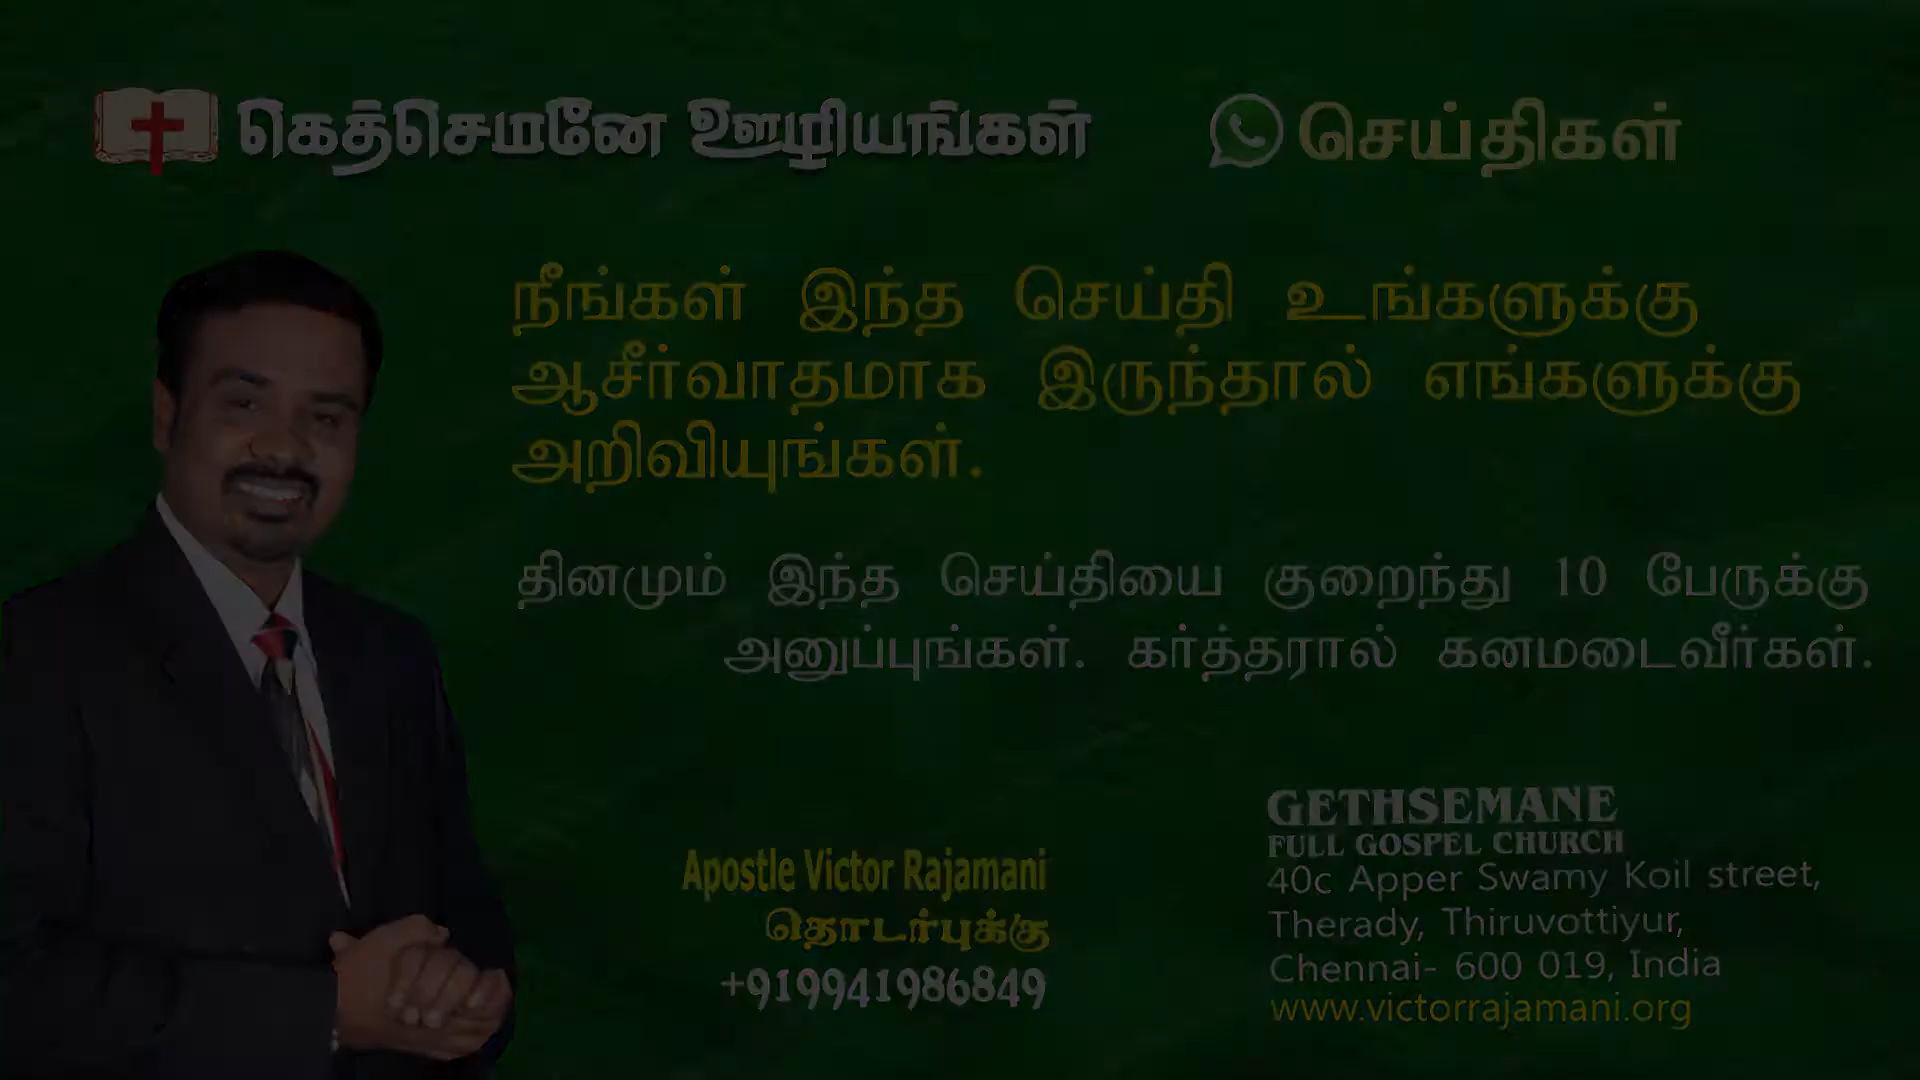 கெத்செமனே ஊழியங்கள் செய்திகள்
நீங்கள் இந்த செய்தி உங்களுக்கு
ஆசீர்வாதமாக இருந்தால் எங்களுக்கு
அறிவியுங்கள்.
தினமும் இந்த செய்தியை குறைந்து 10 பேருக்கு
அனுப்புங்கள். கர்த்தரால் கனமடைவீர்கள்.
Apostle Victor Rajamani
தொடர்புக்கு
+919941986849
GETHSEMANE
FULL GOSPEL CHURCH
40c Apper Swamy Koil street,
Therady, Thiruvottiyur,
Chennai- 600 019, India
www.victorrajamani.org